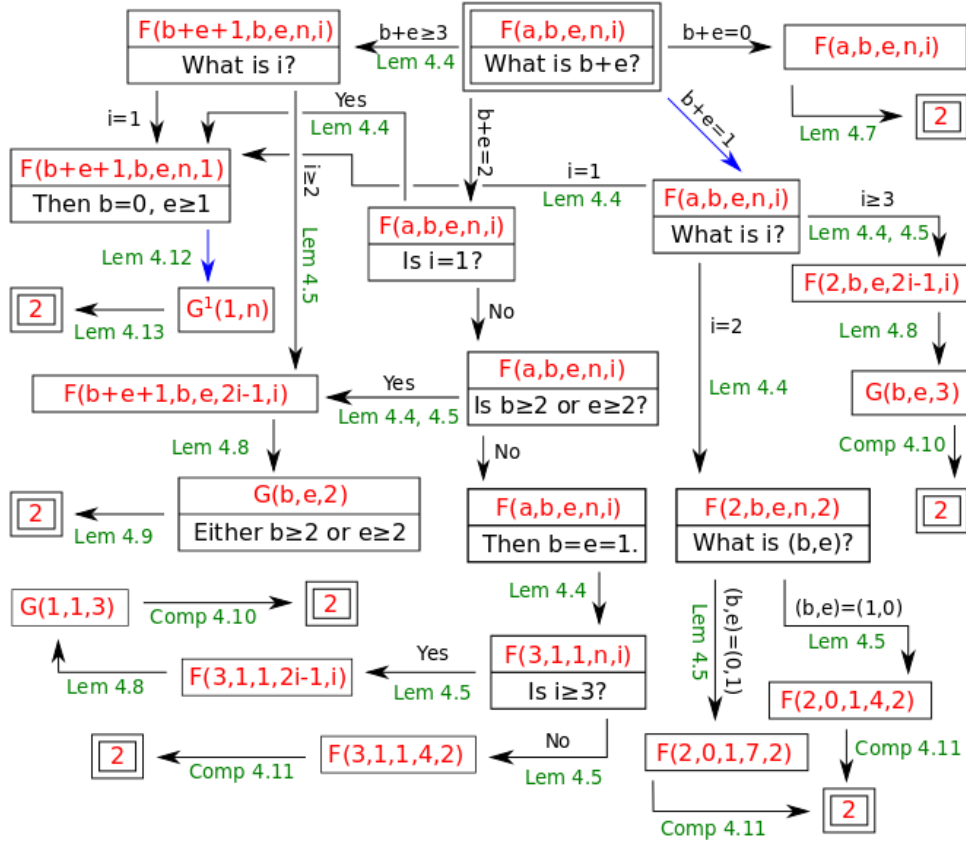 F(b+e+1,b,e,n,i)
What is i?
b+e≥3
Lem 4.4
F(a,b,e,n,i)
What is b+e?
b+e=0
F(a,b,e,n,i)
Lem 4.7
2
i=1
Yes
Lem 4.4
b+e=2
b+e=1
i≥2
Lem 4.5
F(b+e+1,b,e,n,1)
Then b=0, e≥1
i=1
Lem 4.4
F(a,b,e,n,i)
Is i=1?
F(a,b,e,n,i)
What is i?
i≥3
Lem 4.4, 4.5
Lem 4.12
F(2,b,e,2i-1,i)
2
Lem 4.13
G¹(1,n)
No
i=2
Lem 4.4
Lem 4.8
F(b+e+1,b,e,2i-1,i)
Yes
Lem 4.4, 4.5
F(a,b,e,n,i)
Is b≥2 or e≥2?
G(b,e,3)
Lem 4.8
No
Comp 4.10
2
Lem 4.9
G(b,e,2)
Either b≥2 or e≥2
F(a,b,e,n,i)
Then b=e=1.
F(2,b,e,n,2)
What is (b,e)?
2
G(1,1,3)
Comp 4.10
2
Lem 4.4
(b,e)=(0,1)
Lem 4.5
(b,e)=(1,0)
Lem 4.5
Lem 4.8
F(3,1,1,2i-1,i)
Yes
Lem 4.5
F(3,1,1,n,i)
Is i≥3?
F(2,0,1,4,2)
2
Comp 4.11
F(3,1,1,4,2)
No
Lem 4.5
F(2,0,1,7,2)
Comp 4.11
Comp 4.11
2